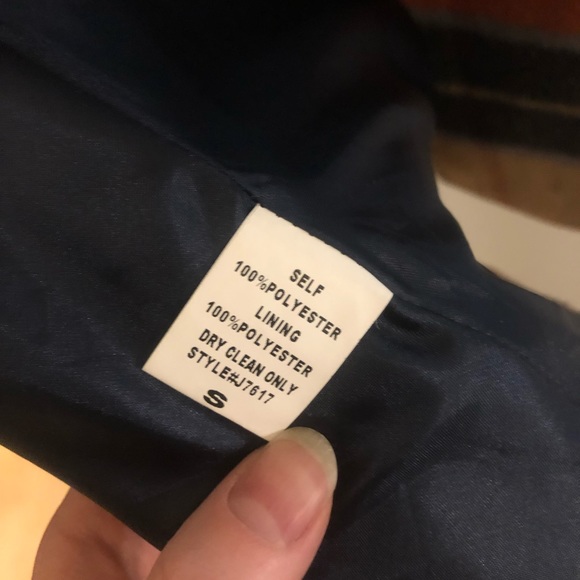 SELF
100%POLYESTER
LINING
100%POLYESTER
DRY CLEAN ONLY
STYLE#J7617
S